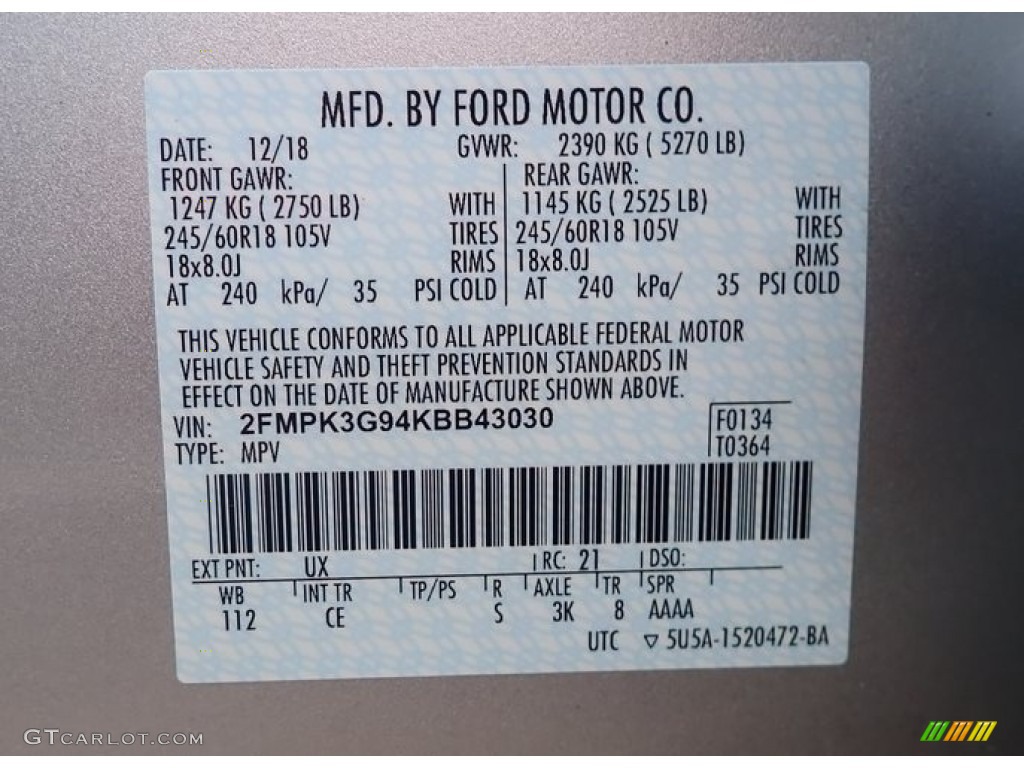 MFD. BY FORD MOTOR CO.
DATE: 12/18 GVWR: 2390 KG ( 5270 LB)
FRONT GAWR: REAR GAWR:
1247 KG ( 2750 LB) WITH 1145 KG ( 2525 LB) WITH
245/60R18 105V TIRES 245/60R18 105V TIRES
18x8.0J RIMS 18x8.0J RIMS
AT 240 kPa/ 35 PSI COLD AT 240 kPa/ 35 PSI COLD
THIS VEHICLE CONFORMS TO ALL APPLICABLE FEDERAL MOTOR
VEHICLE SAFETY AND THEFT PREVENTION STANDARDS IN
EFFECT ON THE DATE OF MANUFACTURE SHOWN ABOVE.
VIN: 2FMPK3G94KBB43030 F0134
TYPE: MPV T0364
EXT PNT: UX RC: 21 DSO:
WB INT TR TP/PS R AXLE TR SPR
112 CE S 3K 8 AAAA
UTC ▽ 5U5A-1520472-BA
GTCARLOT.COM